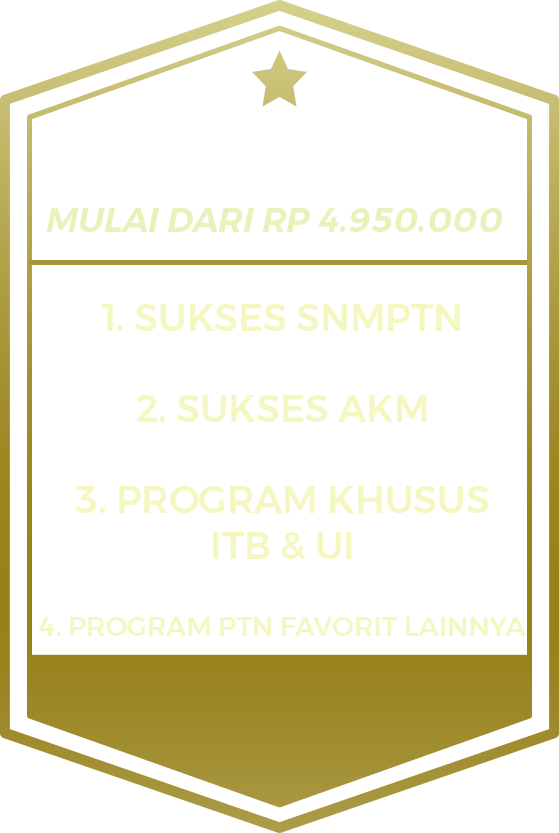 MULAI DARI RP 4.950.000
1. SUKSES SNMPTN
2. SUKSES AKM
3. PROGRAM KHUSUS
ITB & UI
4. PROGRAM PTN FAVORIT LAINNYA